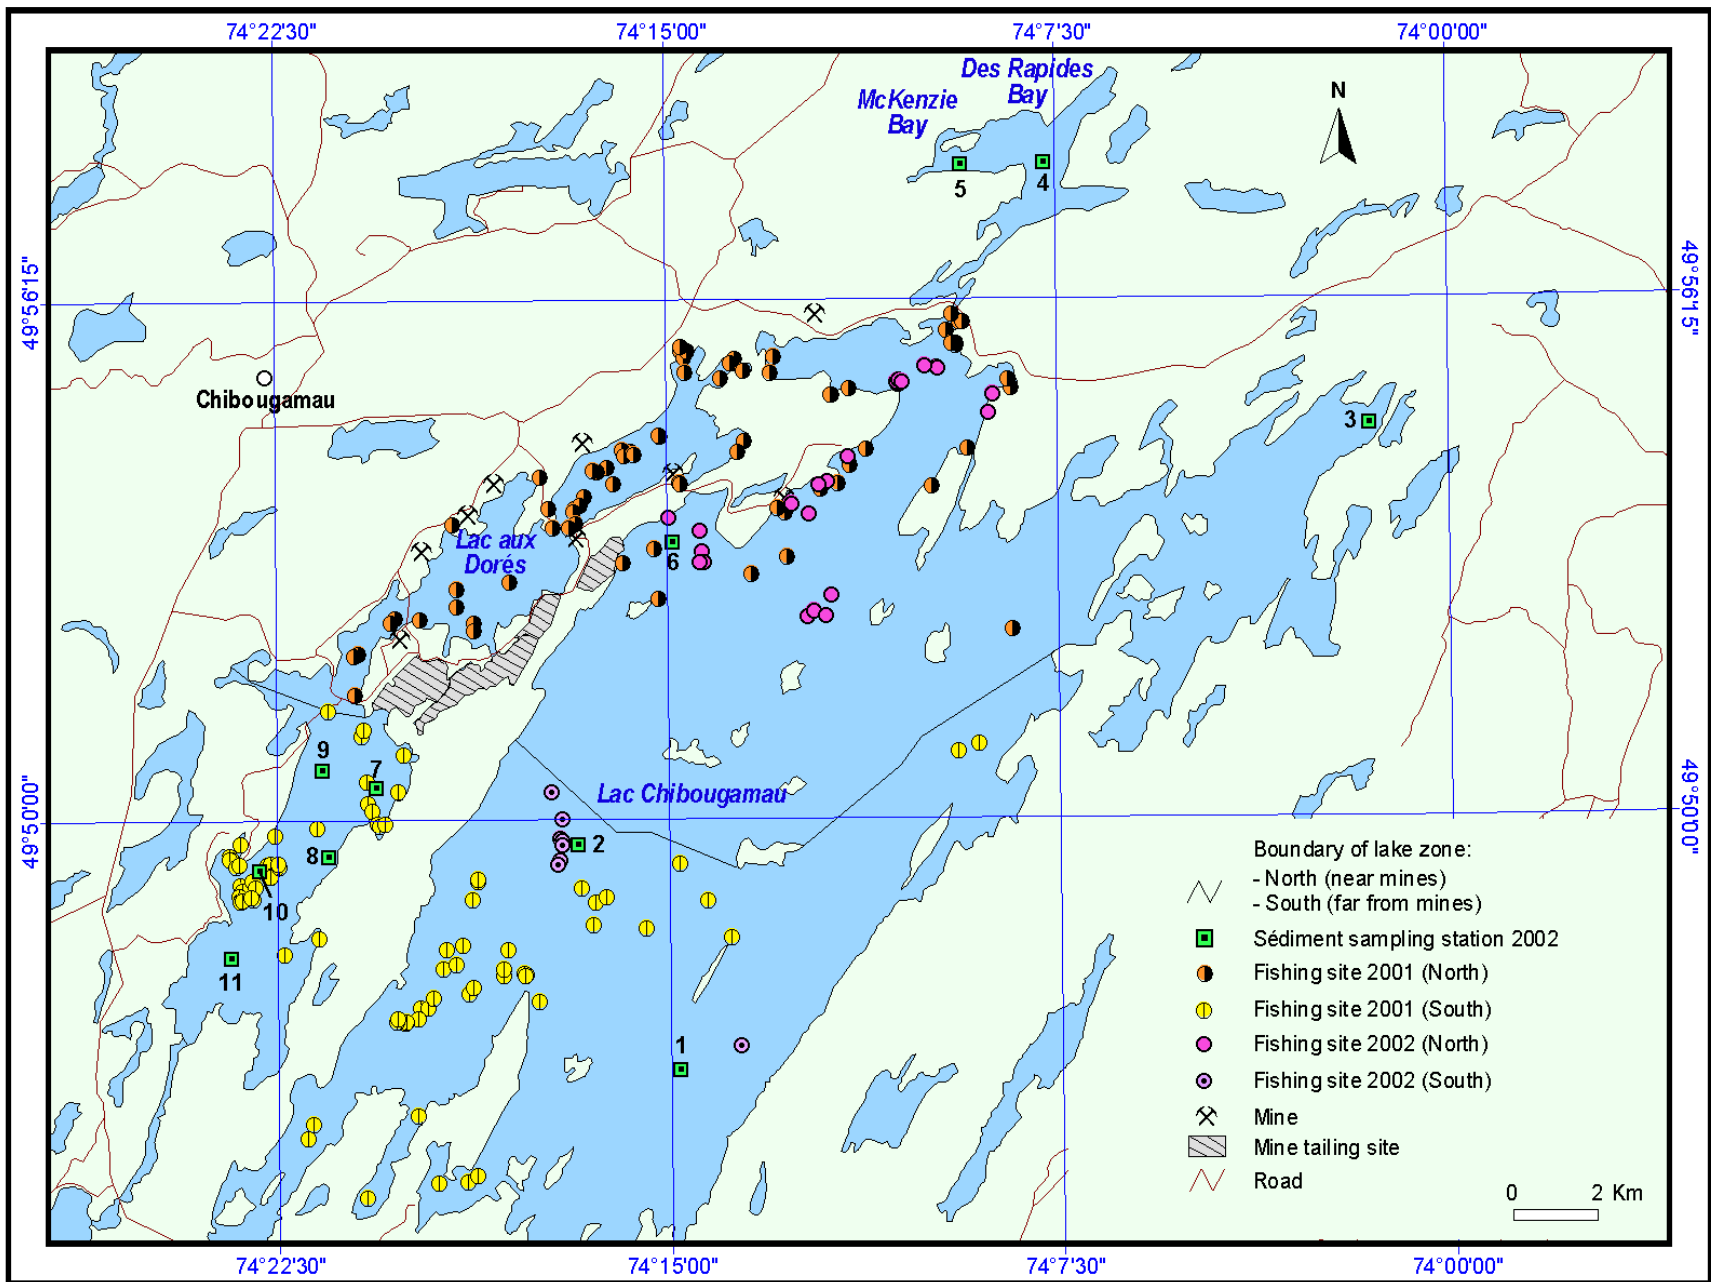 74°22'30"
74°15'00"
74°7'30"
74°00'00"
Des Rapides
Bay
McKenzie
Bay
N
5
4
49°56'15"
49°56'15"
Chibougamau
3
Lac aux
Dorés
6
9
7
Lac Chibougamau
49°50'00"
49°50'00"
8
2
10
11
1
Boundary of lake zone:
- North (near mines)
- South (far from mines)
Sédiment sampling station 2002
Fishing site 2001 (North)
Fishing site 2001 (South)
Fishing site 2002 (North)
Fishing site 2002 (South)
Mine
Mine tailing site
Road
0 2 Km
74°22'30"
74°15'00"
74°7'30"
74°00'00"